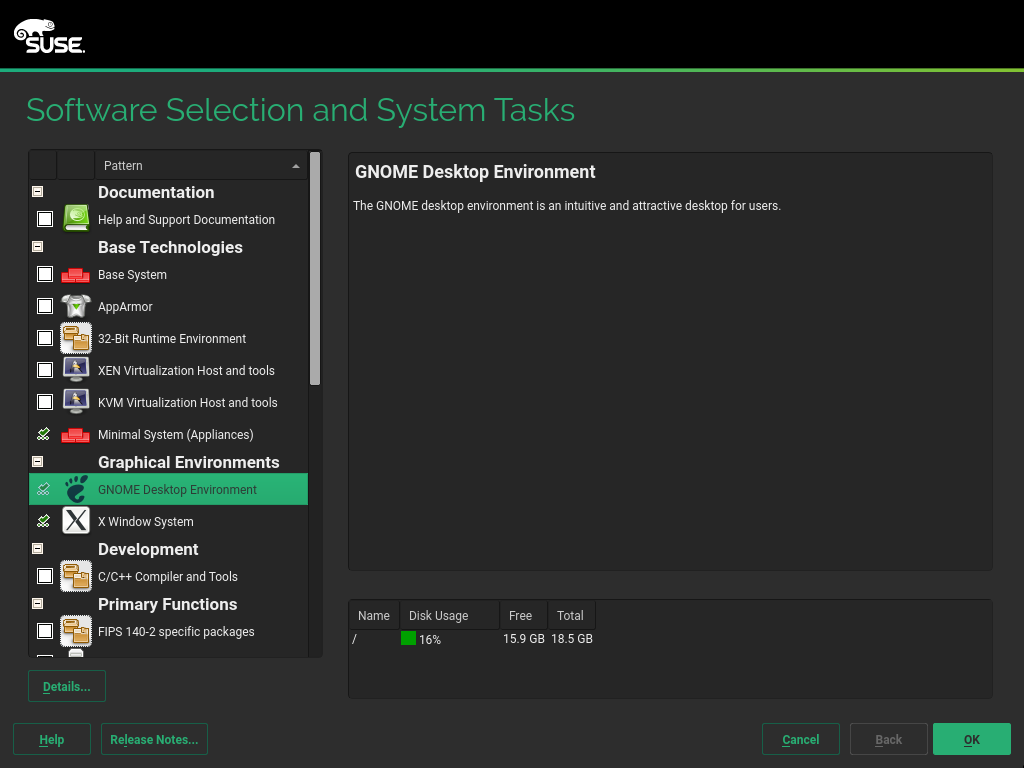 SUSE
Software Selection and System Tasks
Pattern
Documentation
Help and Support Documentation
Base Technologies
Base System
AppArmor
32-Bit Runtime Environment
XEN Virtualization Host and tools
KVM Virtualization Host and tools
Minimal System (Appliances)
Graphical Environments
GNOME Desktop Environment
X Window System
Development
C/C++ Compiler and Tools
Primary Functions
FIPS 140-2 specific packages
Details...
GNOME Desktop Environment
The GNOME desktop environment is an intuitive and attractive desktop for users.
Name Disk Usage Free Total
/ 16% 15.9 GB 18.5 GB
Help Release Notes... Cancel Back OK